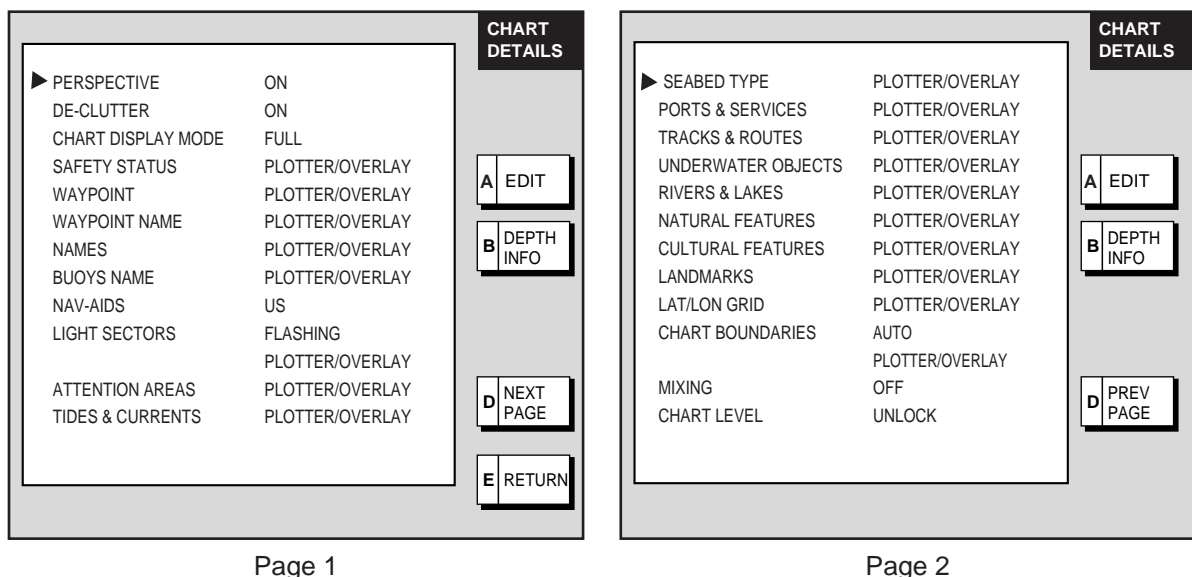 CHART
DETAILS
PERSPECTIVE ON
DE-CLUTTER ON
CHART DISPLAY MODE FULL
SAFETY STATUS PLOTTER/OVERLAY
WAYPOINT PLOTTER/OVERLAY
WAYPOINT NAME PLOTTER/OVERLAY
NAMES PLOTTER/OVERLAY
BUOYS NAME PLOTTER/OVERLAY
NAV-AIDS US
LIGHT SECTORS FLASHING
PLOTTER/OVERLAY
ATTENTION AREAS PLOTTER/OVERLAY
TIDES & CURRENTS PLOTTER/OVERLAY
A EDIT
B DEPTH
INFO
D NEXT
PAGE
E RETURN
Page 1
CHART
DETAILS
SEABED TYPE PLOTTER/OVERLAY
PORTS & SERVICES PLOTTER/OVERLAY
TRACKS & ROUTES PLOTTER/OVERLAY
UNDERWATER OBJECTS PLOTTER/OVERLAY
RIVERS & LAKES PLOTTER/OVERLAY
NATURAL FEATURES PLOTTER/OVERLAY
CULTURAL FEATURES PLOTTER/OVERLAY
LANDMARKS PLOTTER/OVERLAY
LAT/LON GRID PLOTTER/OVERLAY
CHART BOUNDARIES AUTO
PLOTTER/OVERLAY
MIXING OFF
CHART LEVEL UNLOCK
A EDIT
B DEPTH
INFO
D PREV
PAGE
Page 2